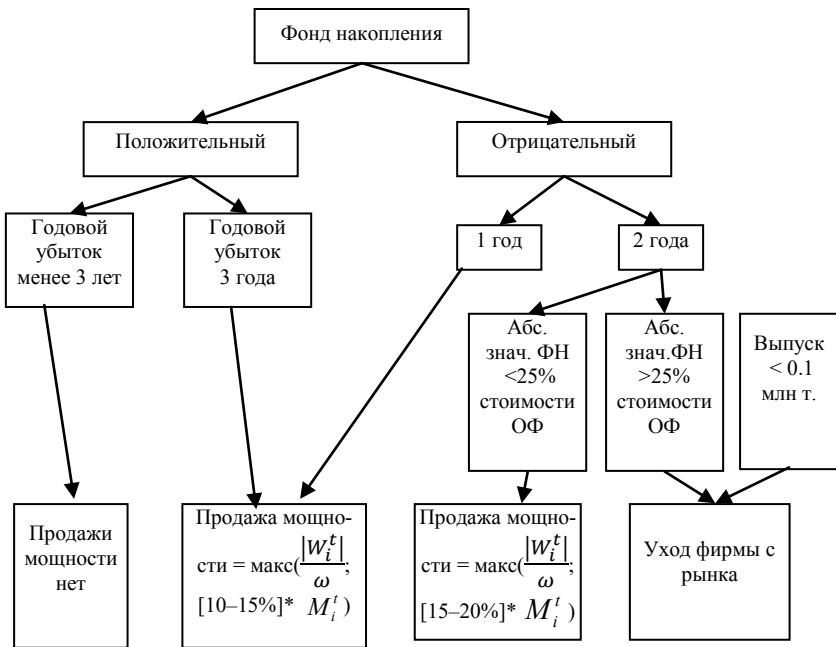 Фонд накопления
Положительный
Отрицательный
Годовой
убыток
менее 3 лет
Годовой
убыток
3 года
1 год
2 года
Абс.
знач. ФН
<25%
стоимости
ОФ
Абс.
знач.ФН
>25%
стоимости
ОФ
Выпуск
< 0.1
млн т.
Продажи
мощности
нет
Продажа мощно-
сти = макс(|W_i^t|/ω;
[10–15%]* M_i^t)
Продажа мощно-
сти = макс(|W_i^t|/ω;
[15–20%]* M_i^t)
Уход фирмы с
рынка